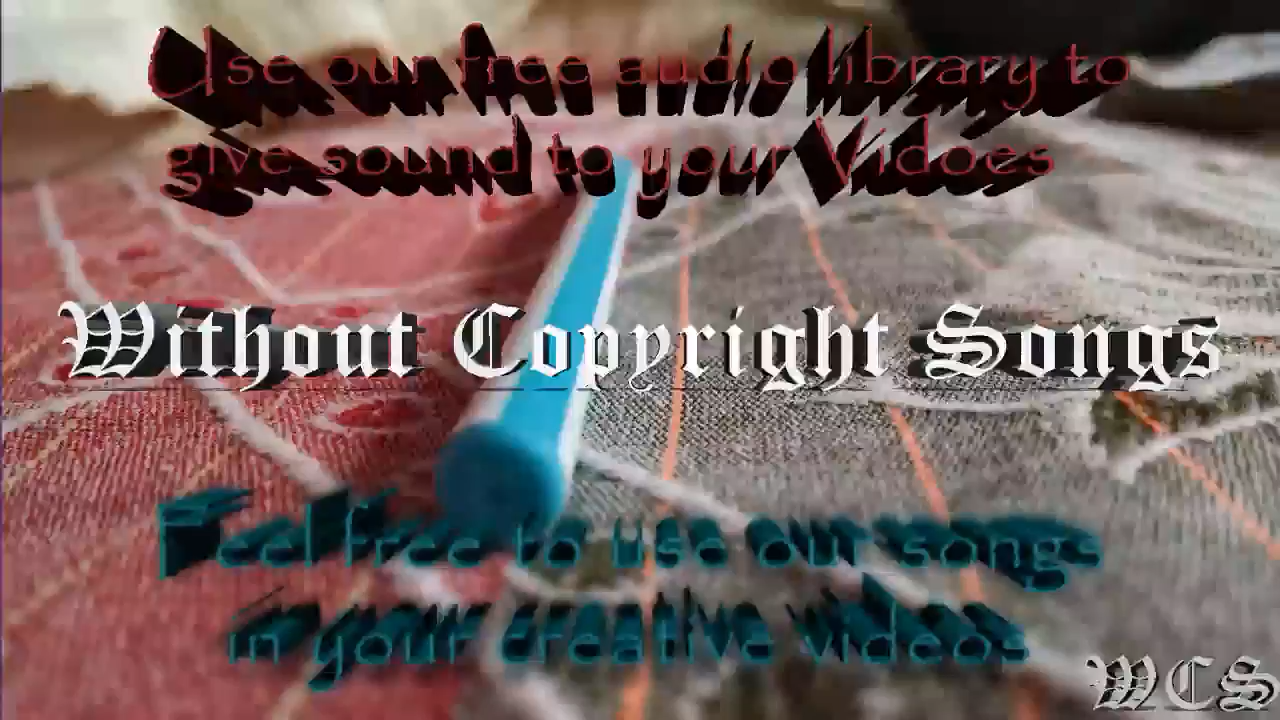 Use our free audio library to
give sound to your Vidoes
Without Copyright Songs
Feel free to use our songs
in your creative videos
WCS